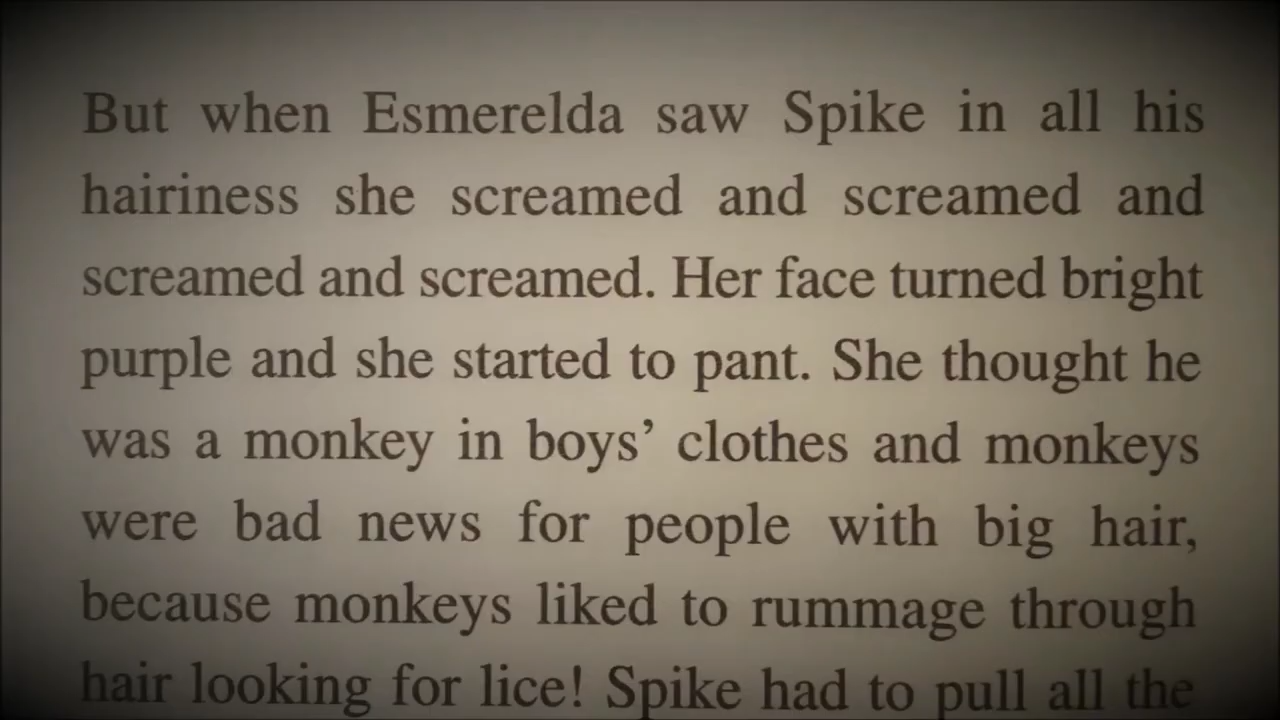 But when Esmerelda saw Spike in all his
hairiness she screamed and screamed and
screamed and screamed. Her face turned bright
purple and she started to pant. She thought he
was a monkey in boys’ clothes and monkeys
were bad news for people with big hair,
because monkeys liked to rummage through
hair looking for lice! Spike had to pull all the